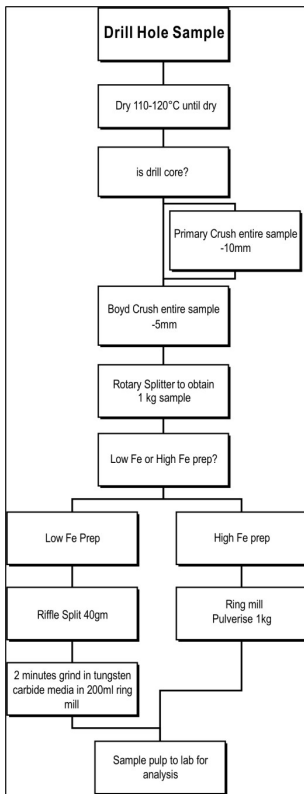 Drill Hole Sample
Dry 110-120°C until dry
is drill core?
Primary Crush entire sample
-10mm
Boyd Crush entire sample
-5mm
Rotary Splitter to obtain
1 kg sample
Low Fe or High Fe prep?
Low Fe Prep
High Fe prep
Riffle Split 40gm
Ring mill
Pulverise 1kg
2 minutes grind in tungsten
carbide media in 200ml ring
mill
Sample pulp to lab for
analysis